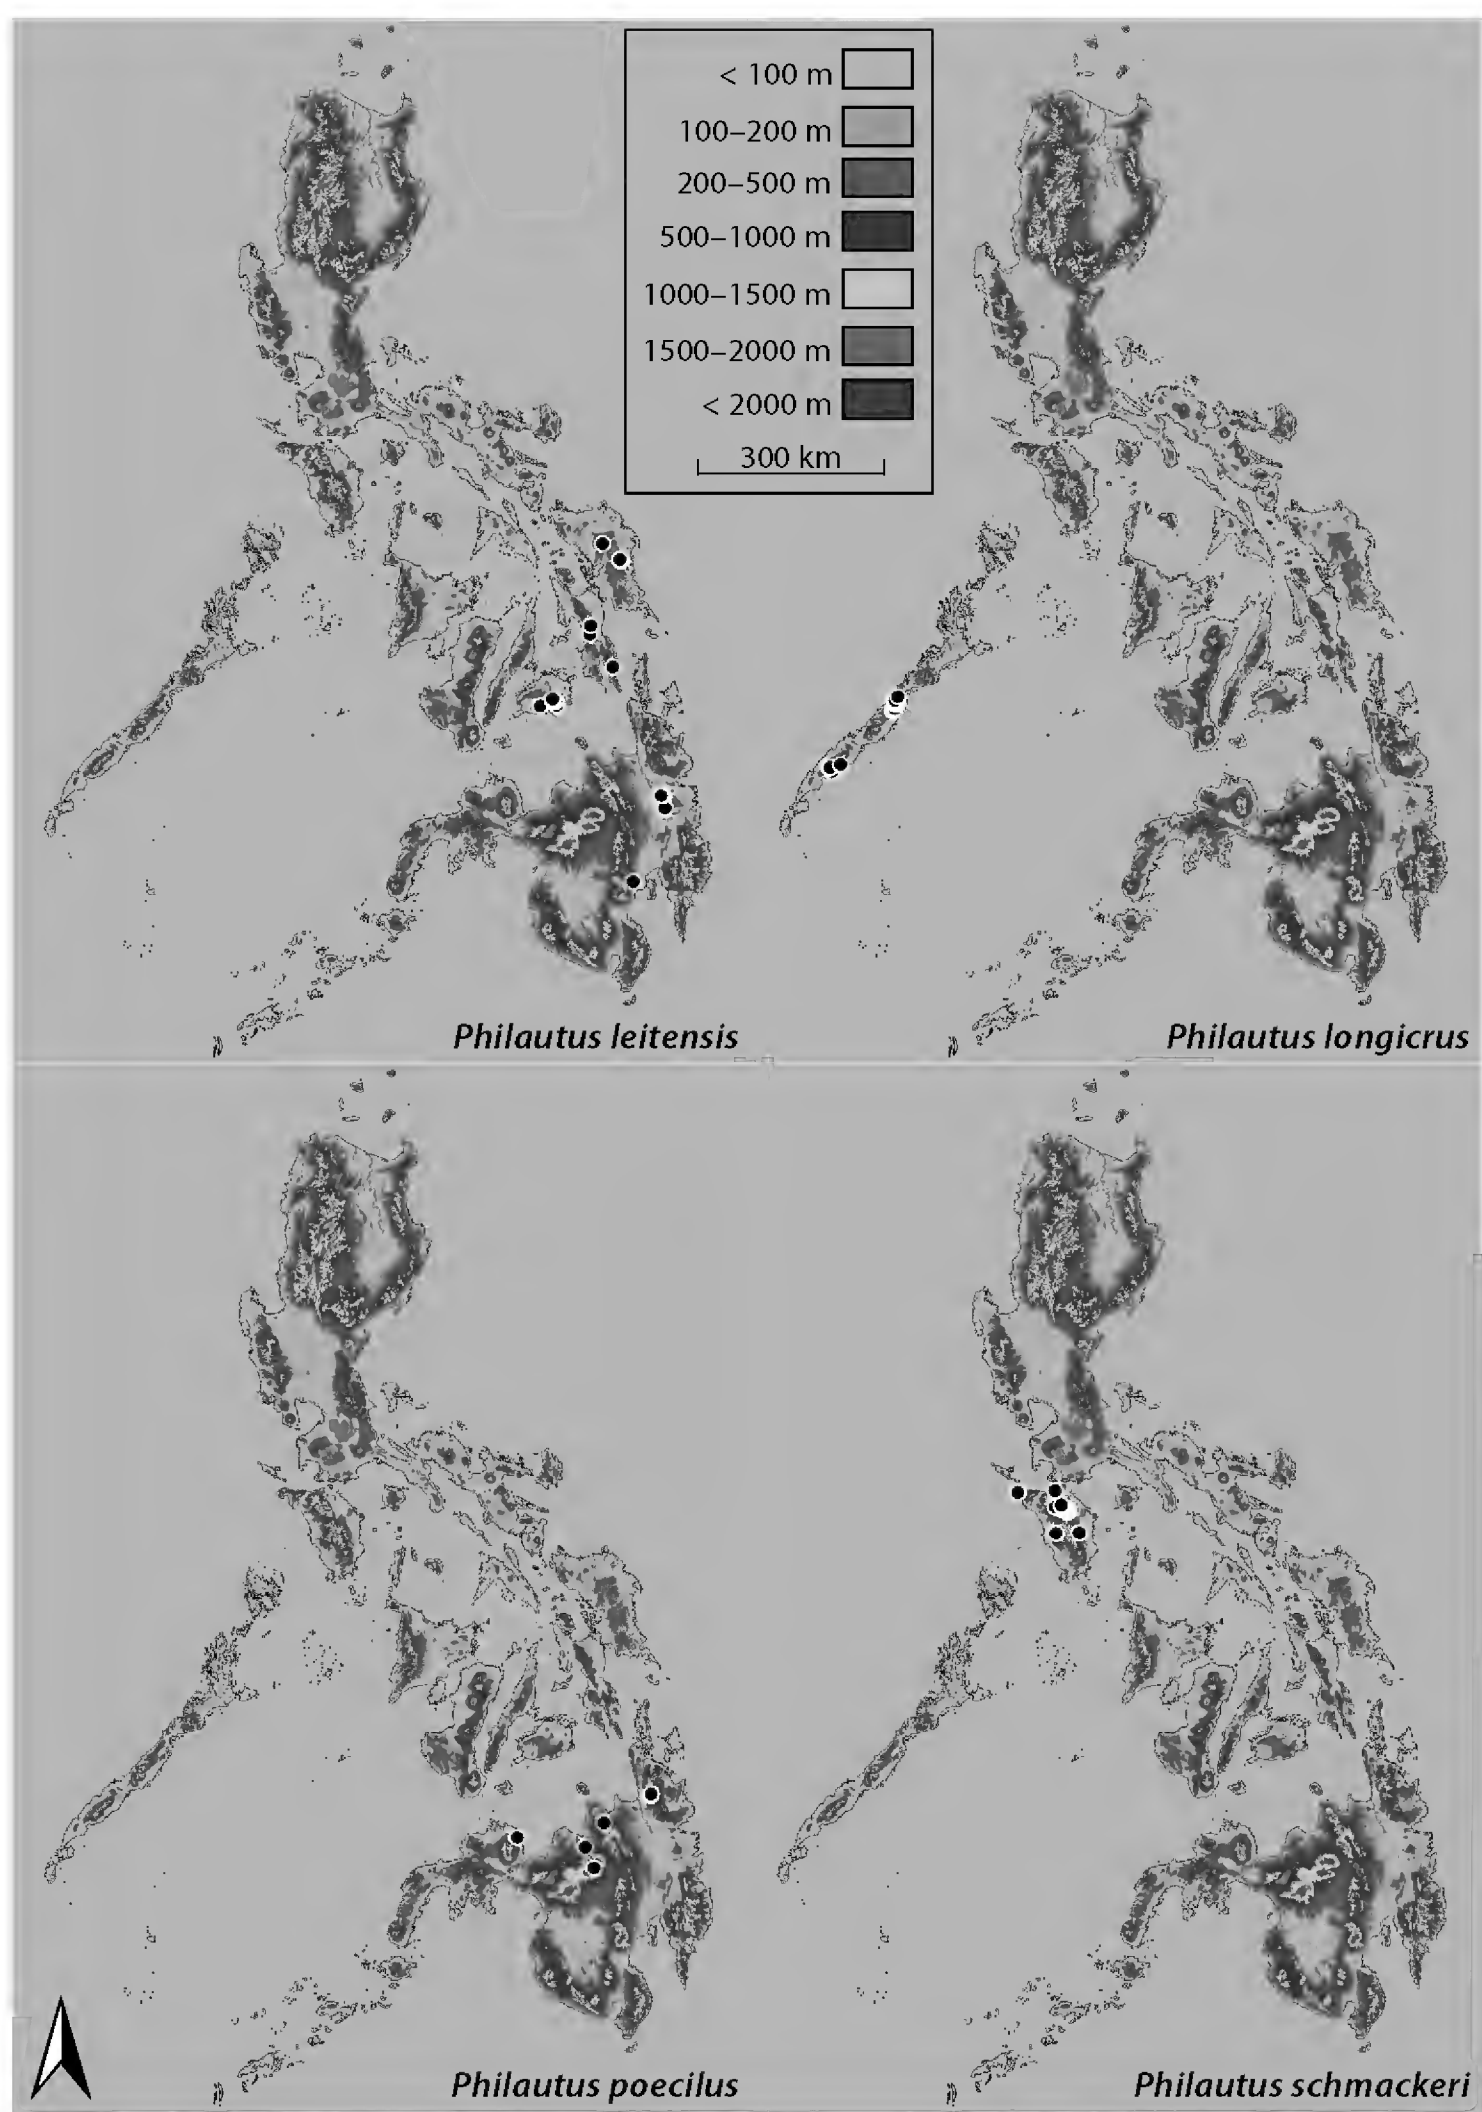 < 100 m
100–200 m
200–500 m
500–1000 m
1000–1500 m
1500–2000 m
< 2000 m
300 km
Philautus leitensis
Philautus longicrus
Philautus poecilus
Philautus schmackeri